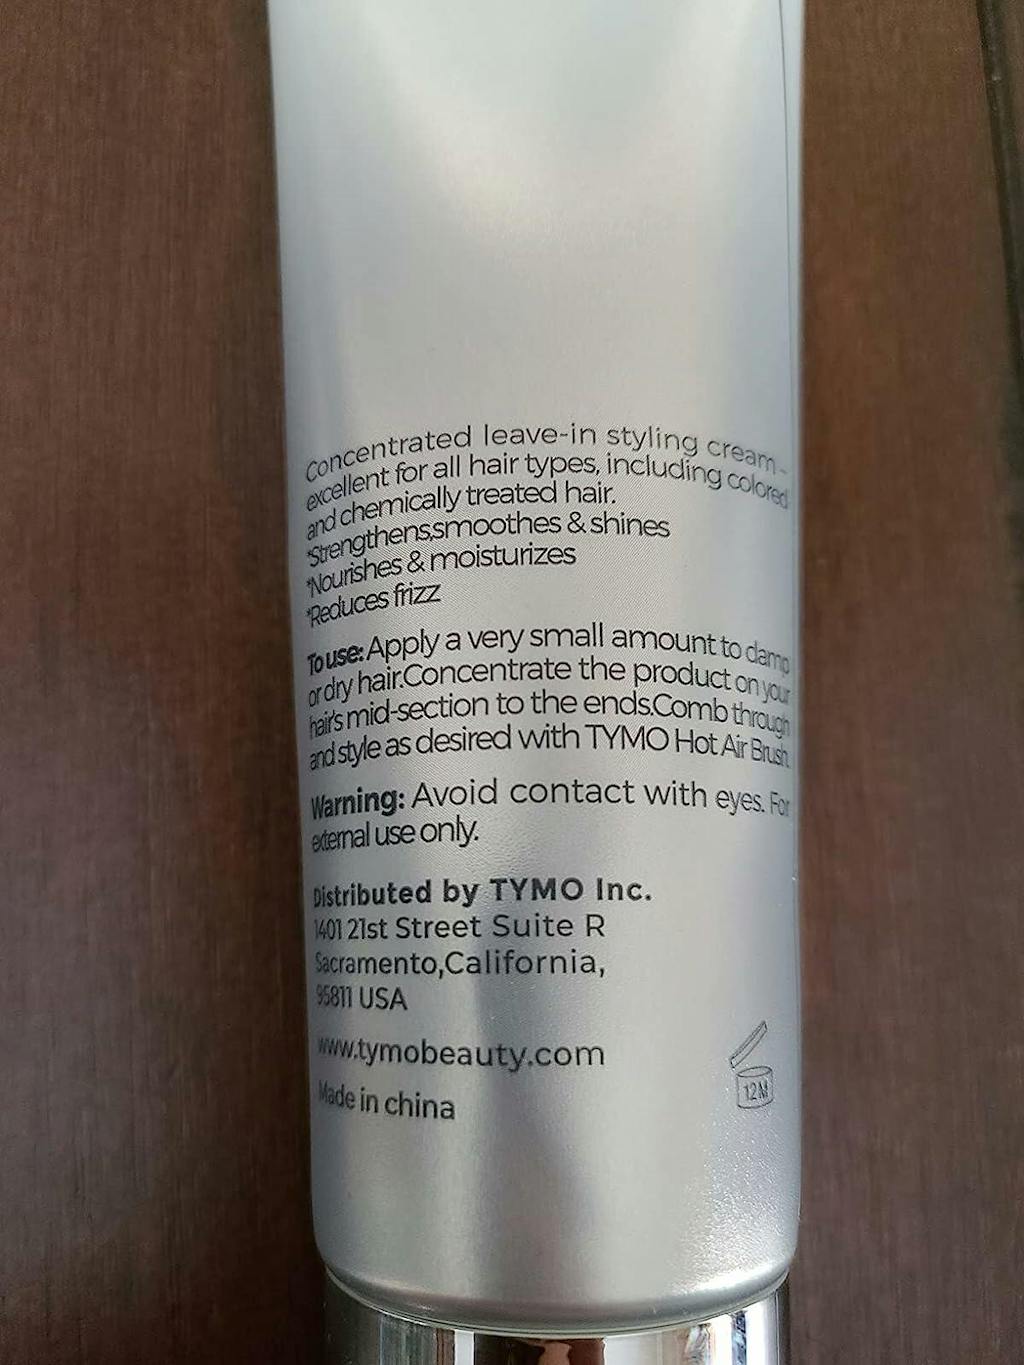 Concentrated leave-in styling cream-
excellent for all hair types, including colored
and chemically treated hair.
*Strengthens,smoothes & shines
*Nourishes & moisturizes
*Reduces frizz
To use: Apply a very small amount to damp
or dry hair.Concentrate the product on your
hair's mid-section to the ends.Comb through
and style as desired with TYMO Hot Air Brush.
Warning: Avoid contact with eyes. For
external use only.
Distributed by TYMO Inc.
1401 21st Street Suite R
Sacramento,California,
95811 USA
www.tymobeauty.com
Made in china
12M